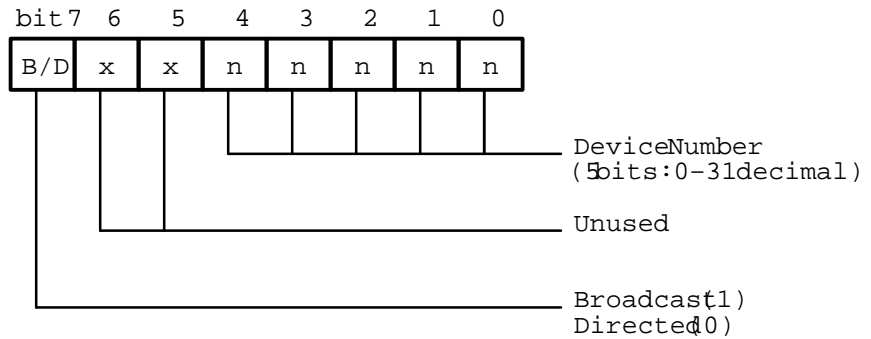 bit 7 6 5 4 3 2 1 0
B/D x x n n n n n
DeviceNumber
(5bits:0-31decimal)
Unused
Broadcast(1)
Directed(0)